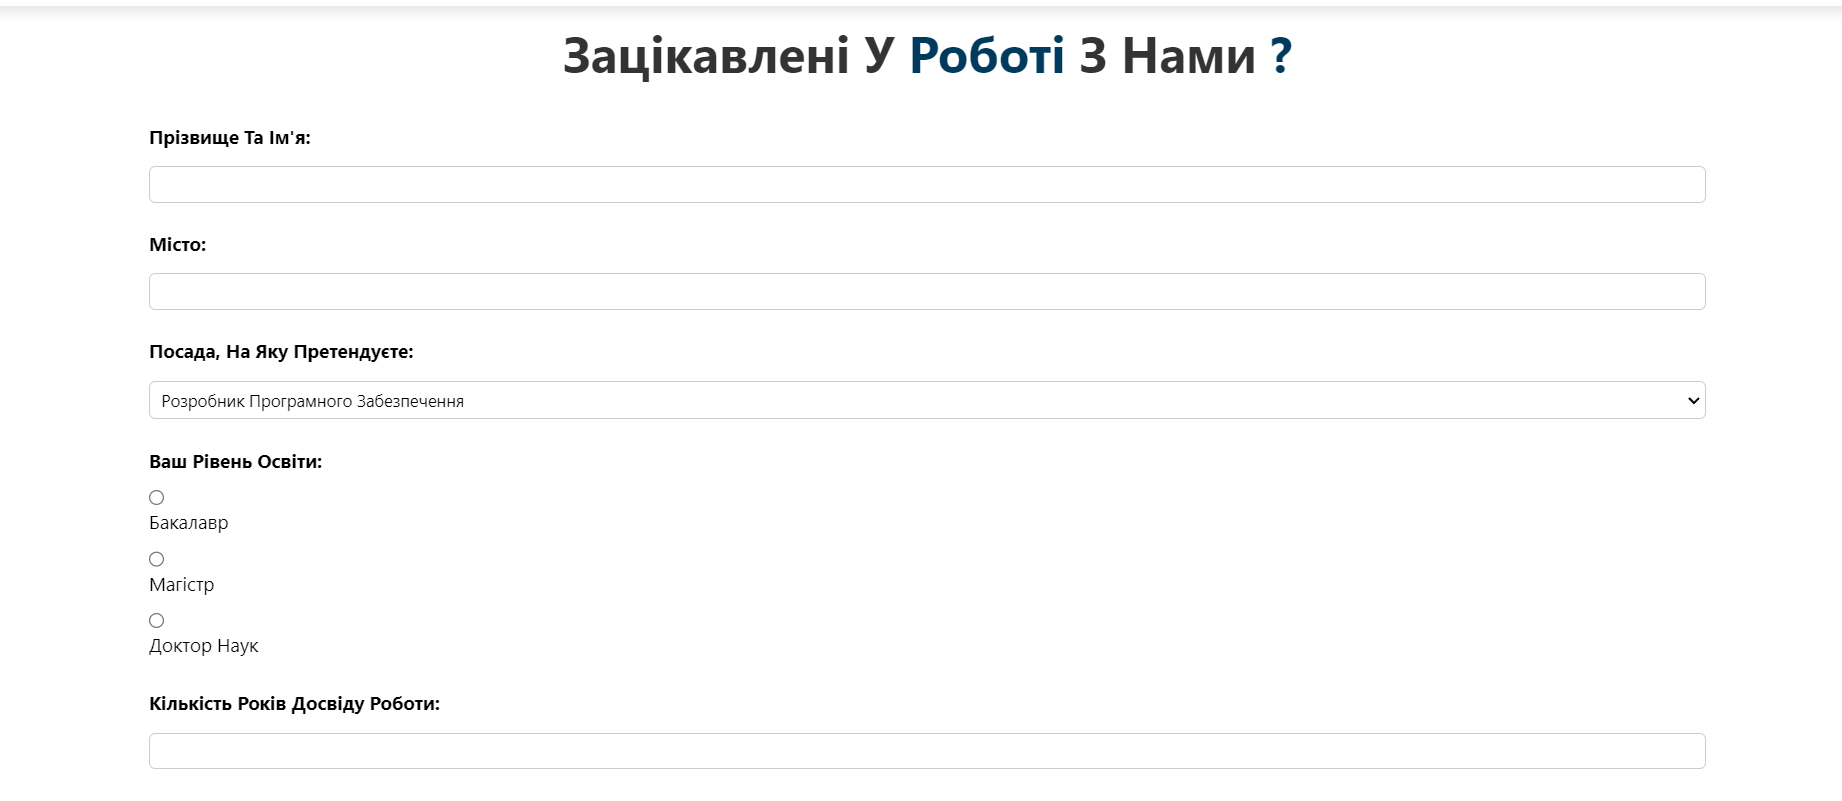 Зацікавлені У Роботі З Нами ?
Прізвище Та Ім'я:
Місто:
Посада, На Яку Претендуєте:
Розробник Програмного Забезпечення
Ваш Рівень Освіти:
Бакалавр
Магістр
Доктор Наук
Кількість Років Досвіду Роботи: